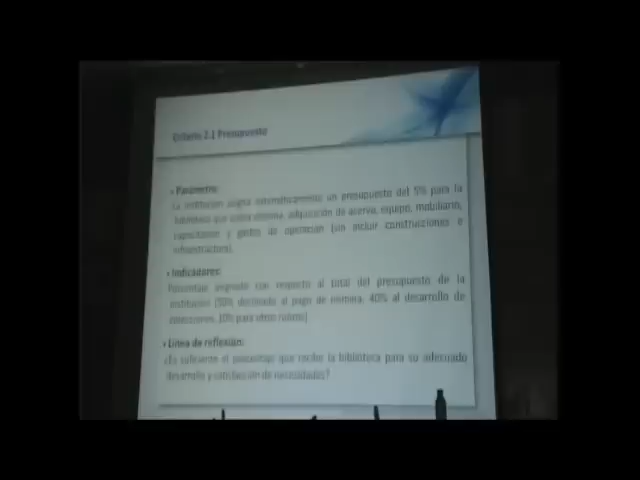 Criterio 2.1 Presupuesto
• Parámetro:
La institución asigna sistemáticamente un presupuesto del 5% para la
biblioteca que cubra nómina, adquisición de acervo, equipo, mobiliario,
capacitación y gastos de operación (sin incluir construcciones e
infraestructura).
• Indicadores:
Porcentaje asignado con respecto al total del presupuesto de la
institución (50% destinado al pago de nómina, 40% al desarrollo de
colecciones, 10% para otros rubros)
• Línea de reflexión:
¿Es suficiente el porcentaje que recibe la biblioteca para su adecuado
desarrollo y satisfacción de necesidades?